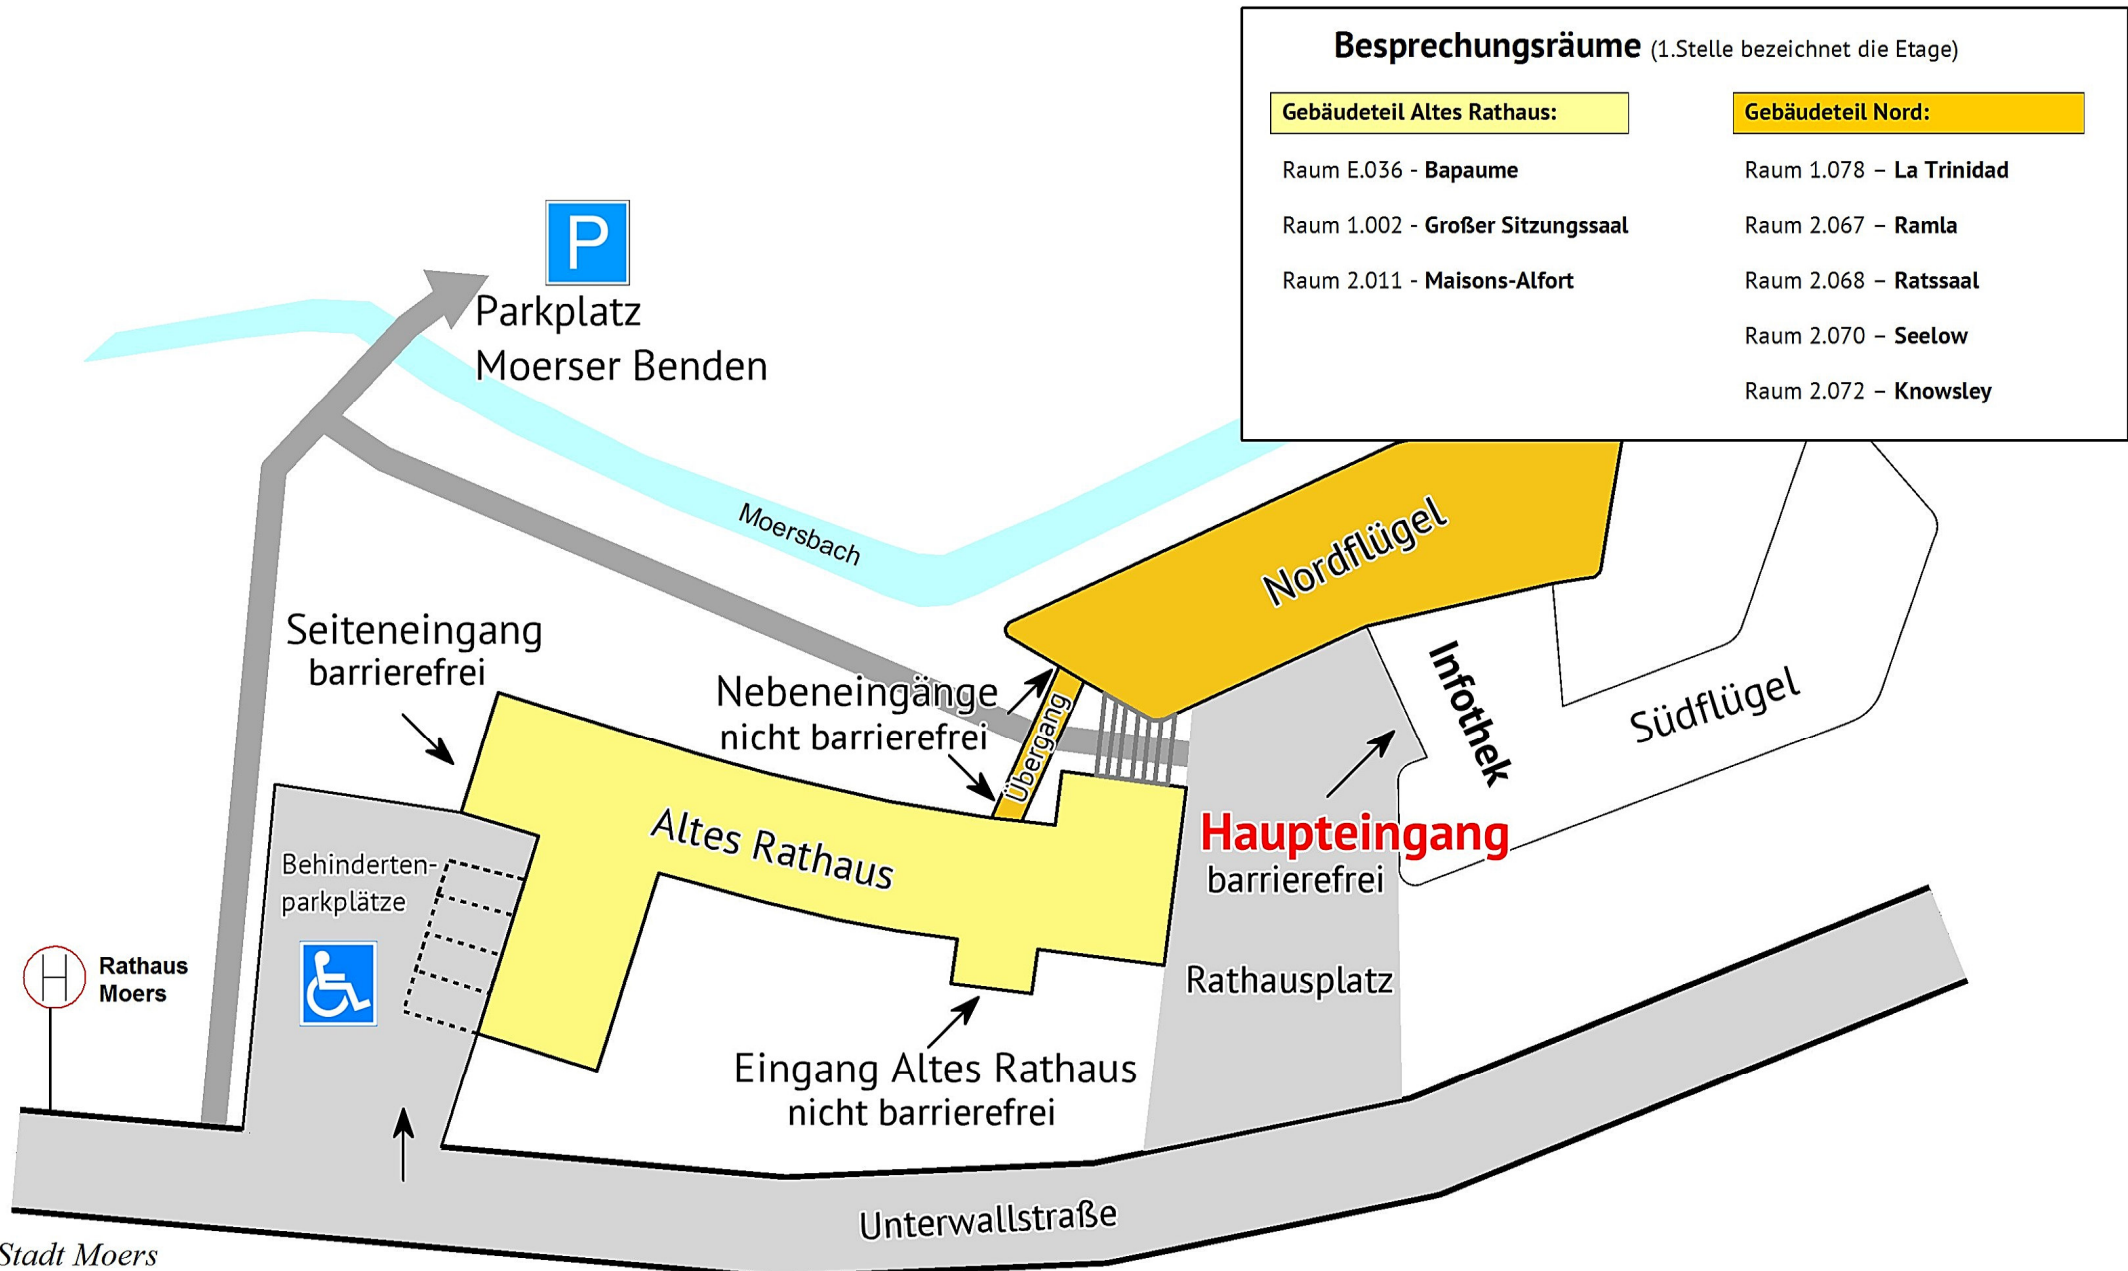 Besprechungsräume (1.Stelle bezeichnet die Etage)
Gebäudeteil Altes Rathaus:
Raum E.036 - Bapaume
Raum 1.002 - Großer Sitzungssaal
Raum 2.011 - Maisons-Alfort
Gebäudeteil Nord:
Raum 1.078 – La Trinidad
Raum 2.067 – Ramla
Raum 2.068 – Ratssaal
Raum 2.070 – Seelow
Raum 2.072 – Knowsley
P
Parkplatz
Moerser Benden
Moersbach
Nordflügel
Seiteneingang
barrierefrei
Nebeneingänge
nicht barrierefrei
Übergang
Infothek
Südflügel
Altes Rathaus
Haupteingang
barrierefrei
Behinderten-
parkplätze
H
Rathaus
Moers
Rathausplatz
Eingang Altes Rathaus
nicht barrierefrei
Unterwallstraße
Stadt Moers